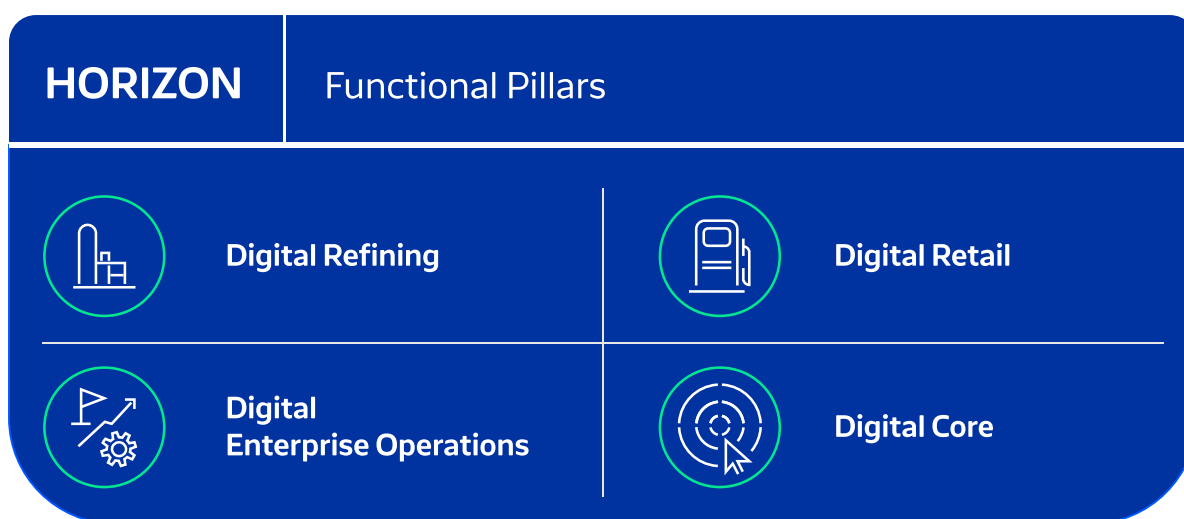 HORIZON
Functional Pillars
Digital Refining
Digital Retail
Digital
Enterprise Operations
Digital Core